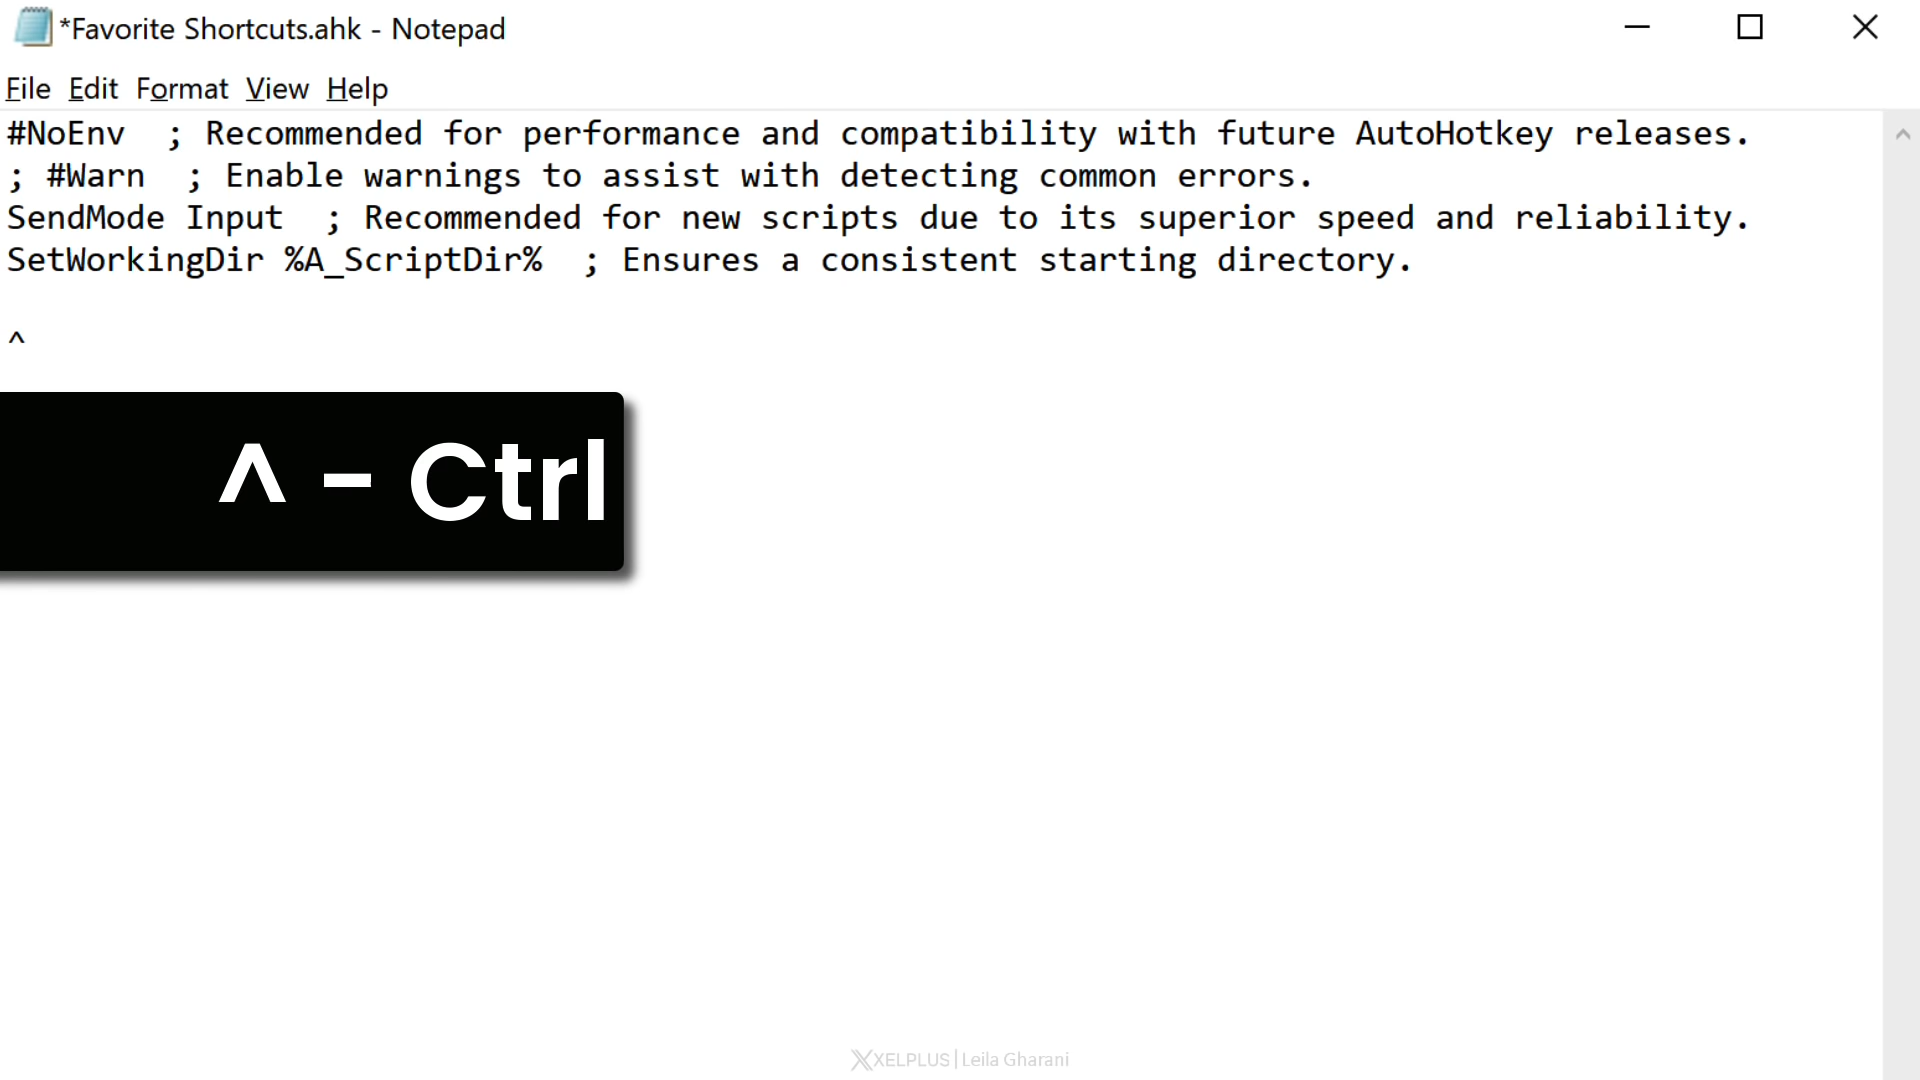 *Favorite Shortcuts.ahk - Notepad
File Edit Format View Help
#NoEnv  ; Recommended for performance and compatibility with future AutoHotkey releases.
; #Warn  ; Enable warnings to assist with detecting common errors.
SendMode Input  ; Recommended for new scripts due to its superior speed and reliability.
SetWorkingDir %A_ScriptDir%  ; Ensures a consistent starting directory.
^
^ - Ctrl
XELPLUS | Leila Gharani